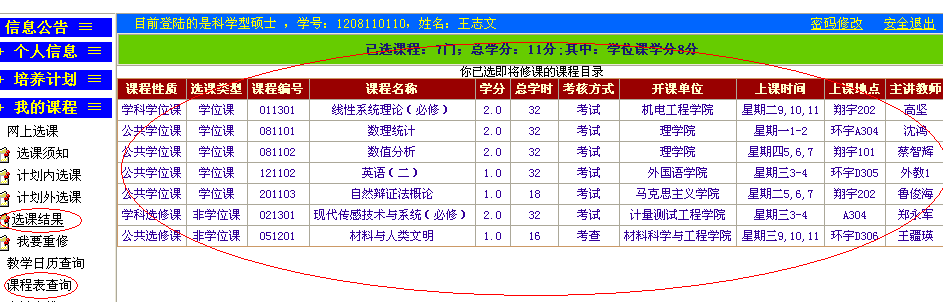 信息公告
个人信息
培养计划
我的课程
网上选课
选课须知
计划内选课
计划外选课
选课结果
我要重修
教学日历查询
课程表查询
目前登陆的是科学型硕士 ，学号：1208110110，姓名：王志文 密码修改 安全退出
已选课程：7门；总学分：11分;其中：学位课学分8分
你已选即将修课的课程目录
课程性质 选课类型 课程编号 课程名称 学分 总学时 考核方式 开课单位 上课时间 上课地点 主讲教师
学科学位课 学位课 011301 线性系统理论（必修） 2.0 32 考试 机电工程学院 星期二9,10,11 翔宇202 高坚
公共学位课 学位课 081101 数理统计 2.0 32 考试 理学院 星期一1-2 环宇A304 沈鸿
公共学位课 学位课 081102 数值分析 2.0 32 考试 理学院 星期四5,6,7 翔宇101 蔡智辉
公共学位课 学位课 121102 英语（二） 1.0 32 考试 外国语学院 星期三3-4 环宇D305 外教1
公共学位课 学位课 201103 自然辩证法概论 1.0 18 考试 马克思主义学院 星期二5,6,7 翔宇202 鲁俊海
学科选修课 非学位课 021301 现代传感技术与系统（必修） 2.0 32 考试 计量测试工程学院 星期三3-4 A304 郑永军
公共选修课 非学位课 051201 材料与人类文明 1.0 16 考查 材料科学与工程学院 星期三9,10,11 环宇D306 王疆瑛